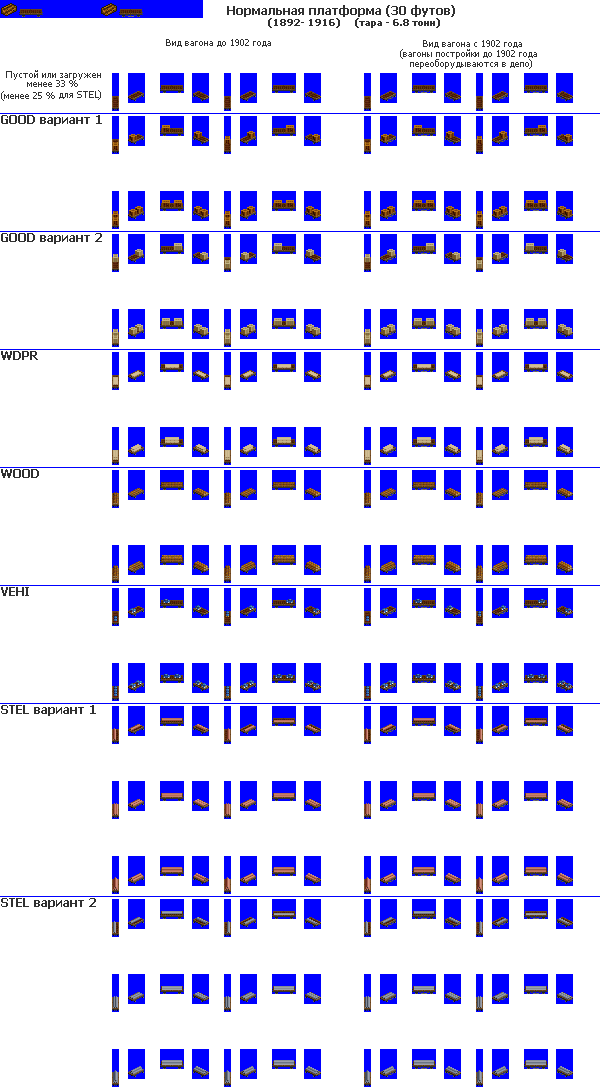 Нормальная платформа (30 футов)
(1892- 1916) (тара - 6.8 тонн)
Вид вагона до 1902 года
Вид вагона с 1902 года
(вагоны постройки до 1902 года
переоборудываются в депо)
Пустой или загружен
менее 33 %
(менее 25 % для STEL)
GOOD вариант 1
GOOD вариант 2
WDPR
WOOD
VEHI
STEL вариант 1
STEL вариант 2